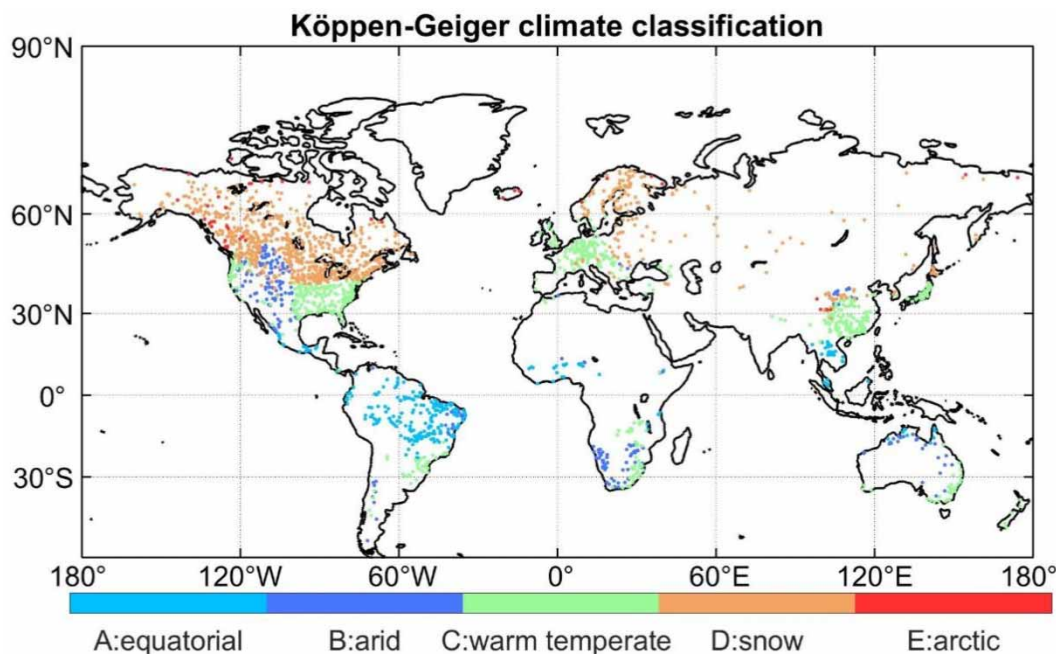 Köppen-Geiger climate classification
90°N
60°N
30°N
0°
30°S
180° 120°W 60°W 0° 60°E 120°E 180°
A:equatorial B:arid C:warm temperate D:snow E:arctic